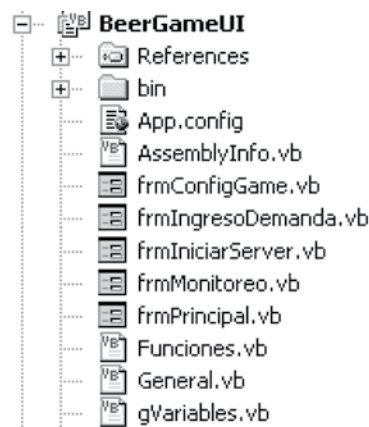 BeerGameUI
References
bin
App.config
AssemblyInfo.vb
frmConfigGame.vb
frmIngresoDemanda.vb
frmIniciarServer.vb
frmMonitoreo.vb
frmPrincipal.vb
Funciones.vb
General.vb
gVariables.vb